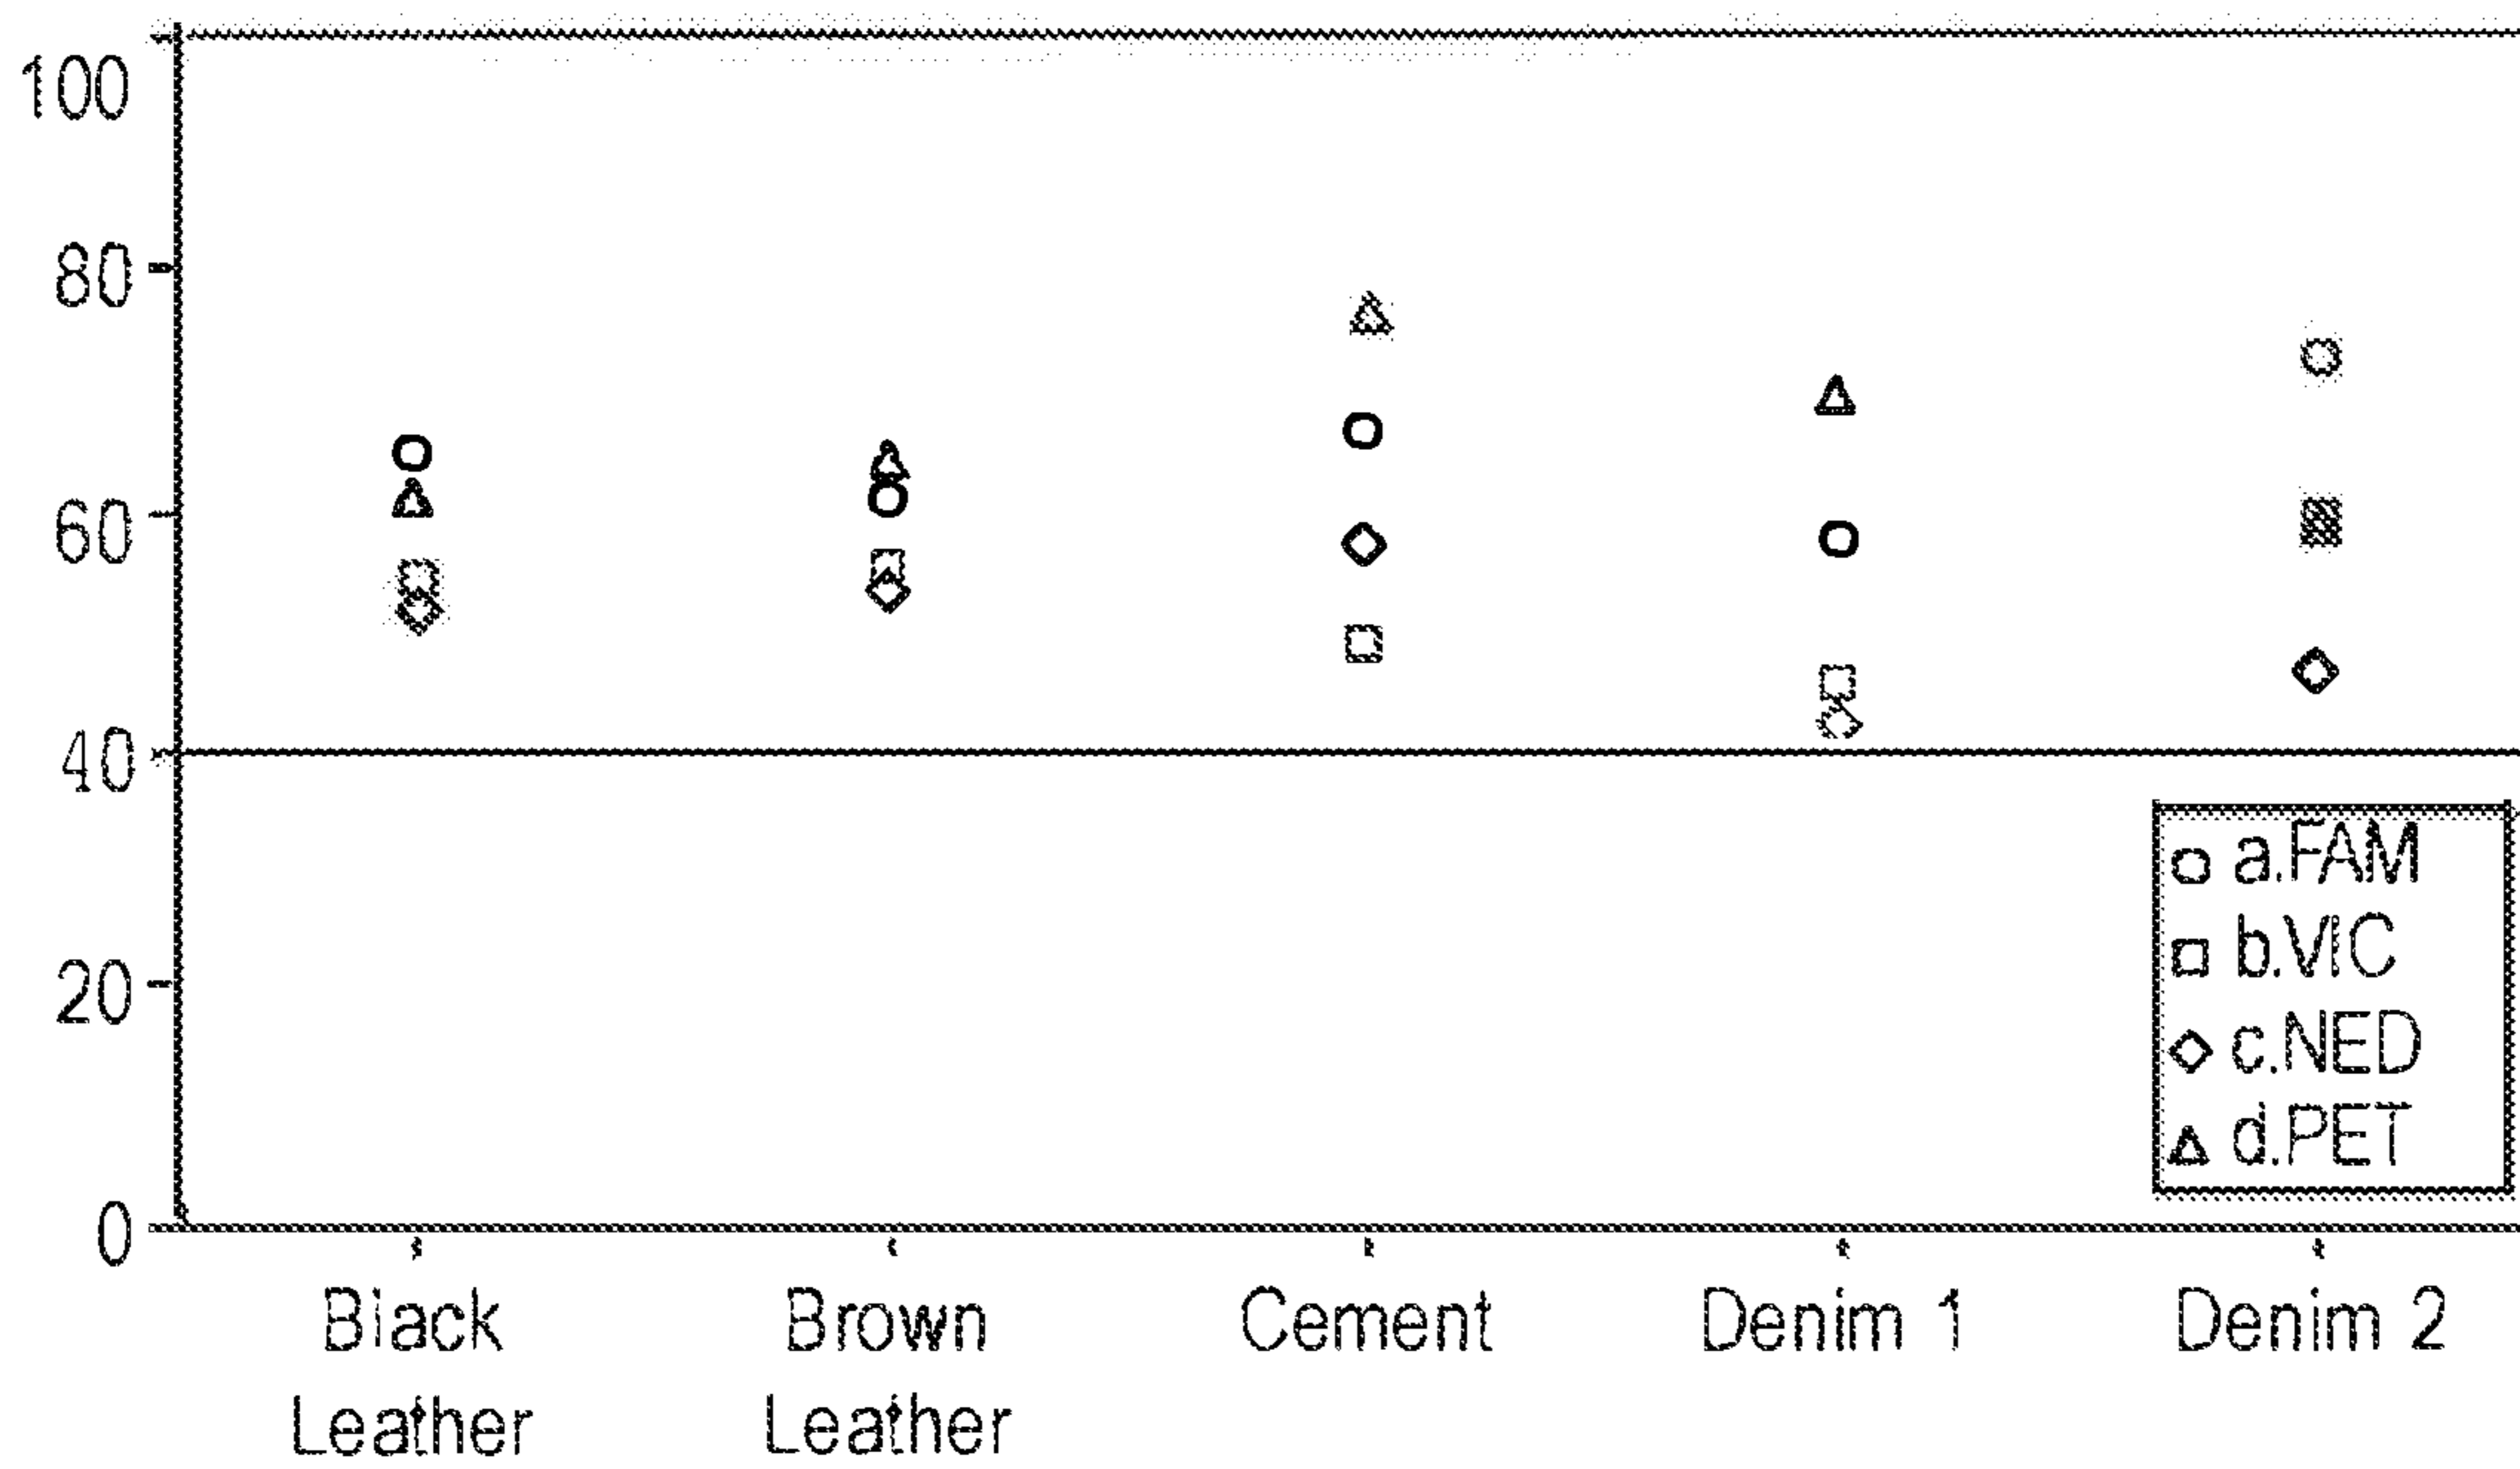 100
80
60
40
20
0
Black Leather
Brown Leather
Cement
Denim 1
Denim 2
a.FAM
b.VIC
c.NED
d.PET